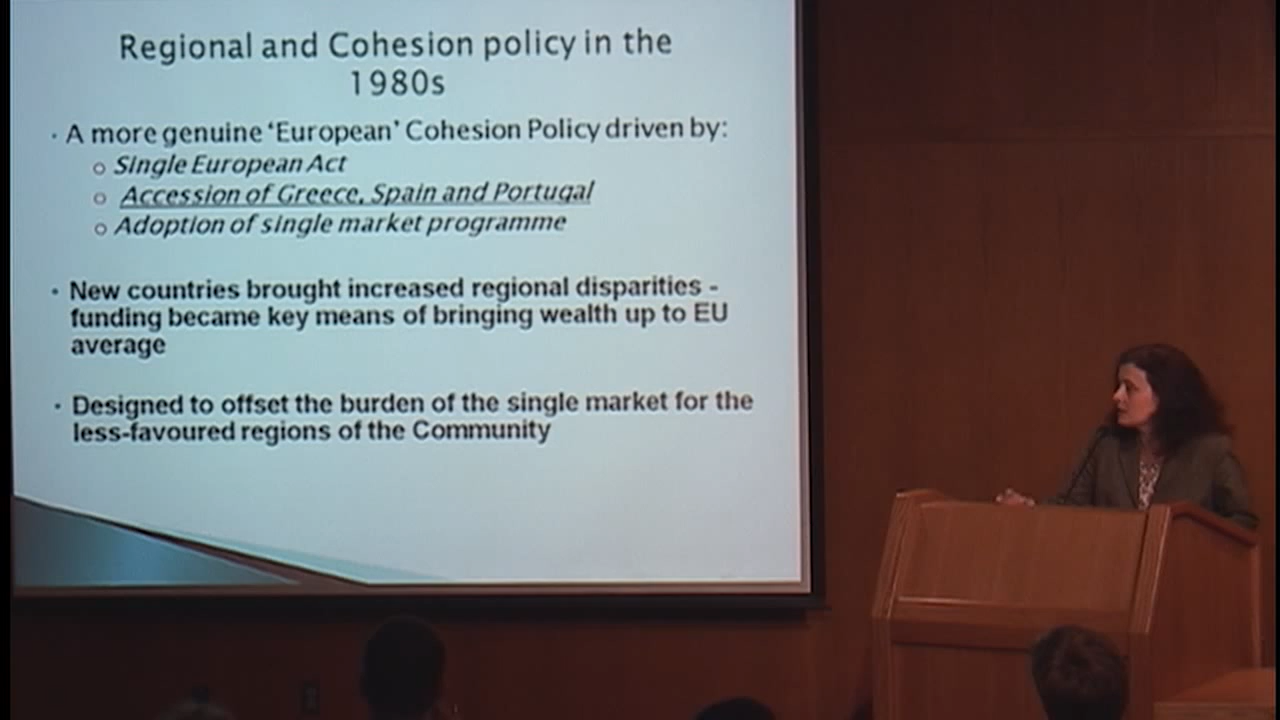 Regional and Cohesion policy in the
1980s
• A more genuine ‘European’ Cohesion Policy driven by:
o Single European Act
o Accession of Greece, Spain and Portugal
o Adoption of single market programme
• New countries brought increased regional disparities -
funding became key means of bringing wealth up to EU
average
• Designed to offset the burden of the single market for the
less-favoured regions of the Community